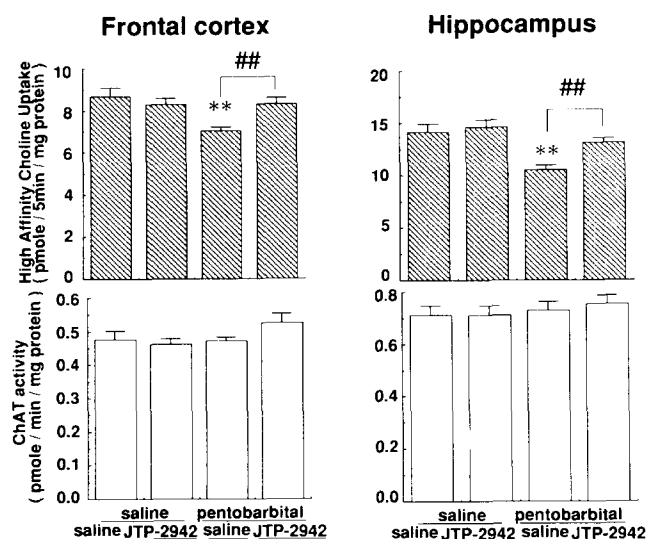 Frontal cortex
Hippocampus
High Affinity Choline Uptake
( pmole / 5min / mg protein )
10
8
6
4
2
0
**
##
20
15
10
5
0
**
##
ChAT activity
( pmole / min / mg protein )
0.6
0.5
0.4
0.3
0.2
0.1
0.0
0.8
0.6
0.4
0.2
0.0
saline pentobarbital
saline JTP-2942 saline JTP-2942
saline pentobarbital
saline JTP-2942 saline JTP-2942